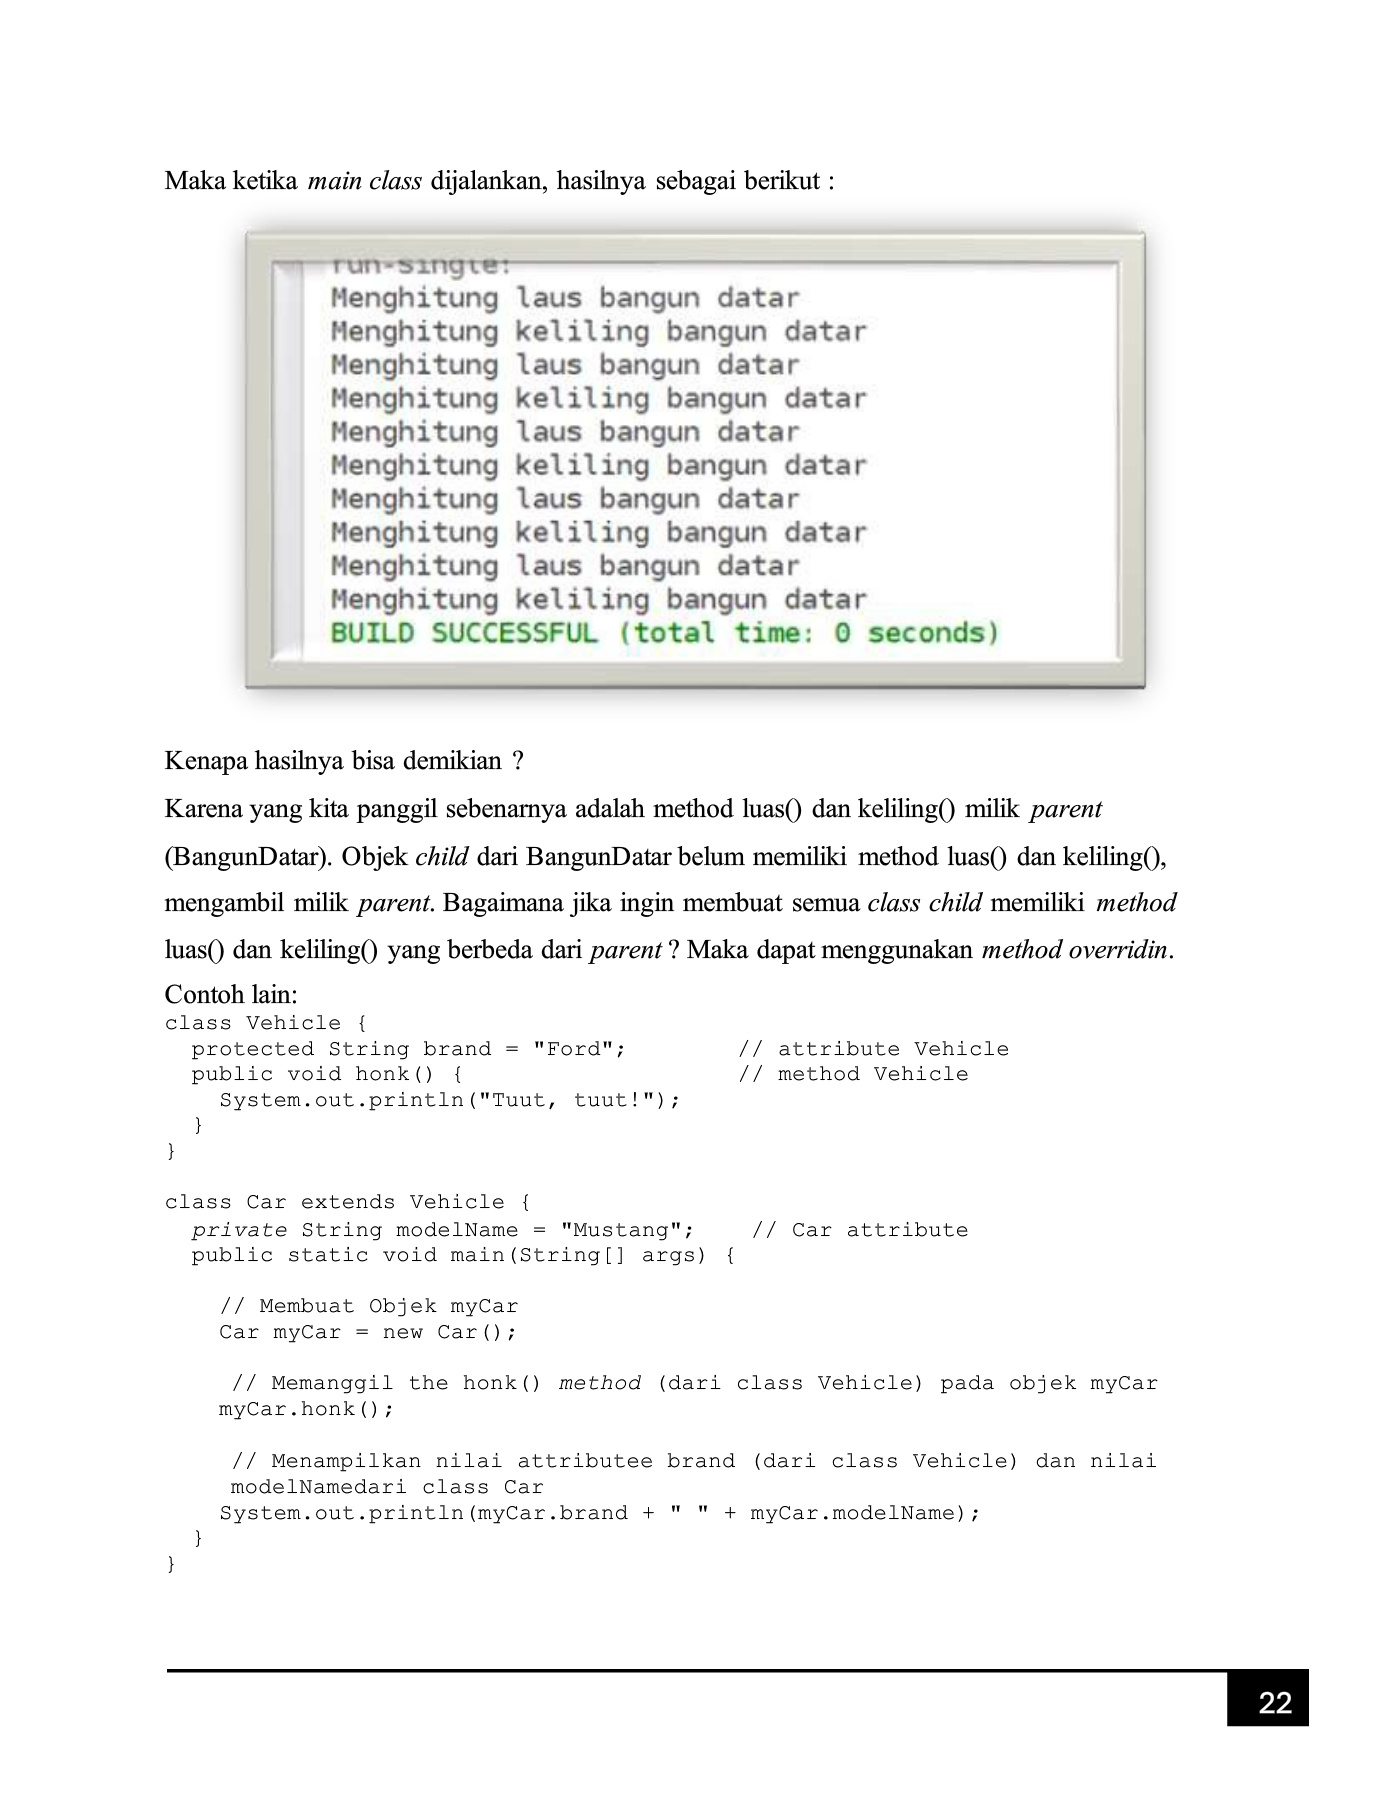 Maka ketika main class dijalankan, hasilnya sebagai berikut :
run-single:
Menghitung laus bangun datar
Menghitung keliling bangun datar
Menghitung laus bangun datar
Menghitung keliling bangun datar
Menghitung laus bangun datar
Menghitung keliling bangun datar
Menghitung laus bangun datar
Menghitung keliling bangun datar
Menghitung laus bangun datar
Menghitung keliling bangun datar
BUILD SUCCESSFUL (total time: 0 seconds)
Kenapa hasilnya bisa demikian ?
Karena yang kita panggil sebenarnya adalah method luas() dan keliling() milik parent
(BangunDatar). Objek child dari BangunDatar belum memiliki method luas() dan keliling(),
mengambil milik parent. Bagaimana jika ingin membuat semua class child memiliki method
luas() dan keliling() yang berbeda dari parent ? Maka dapat menggunakan method overridin.
Contoh lain:
class Vehicle {
  protected String brand = "Ford";        // attribute Vehicle
  public void honk() {                    // method Vehicle
    System.out.println("Tuut, tuut!");
  }
}
class Car extends Vehicle {
  private String modelName = "Mustang";    // Car attribute
  public static void main(String[] args) {
    // Membuat Objek myCar
    Car myCar = new Car();
    // Memanggil the honk() method (dari class Vehicle) pada objek myCar
    myCar.honk();
    // Menampilkan nilai attributee brand (dari class Vehicle) dan nilai
    modelNamedari class Car
    System.out.println(myCar.brand + " " + myCar.modelName);
  }
}
22